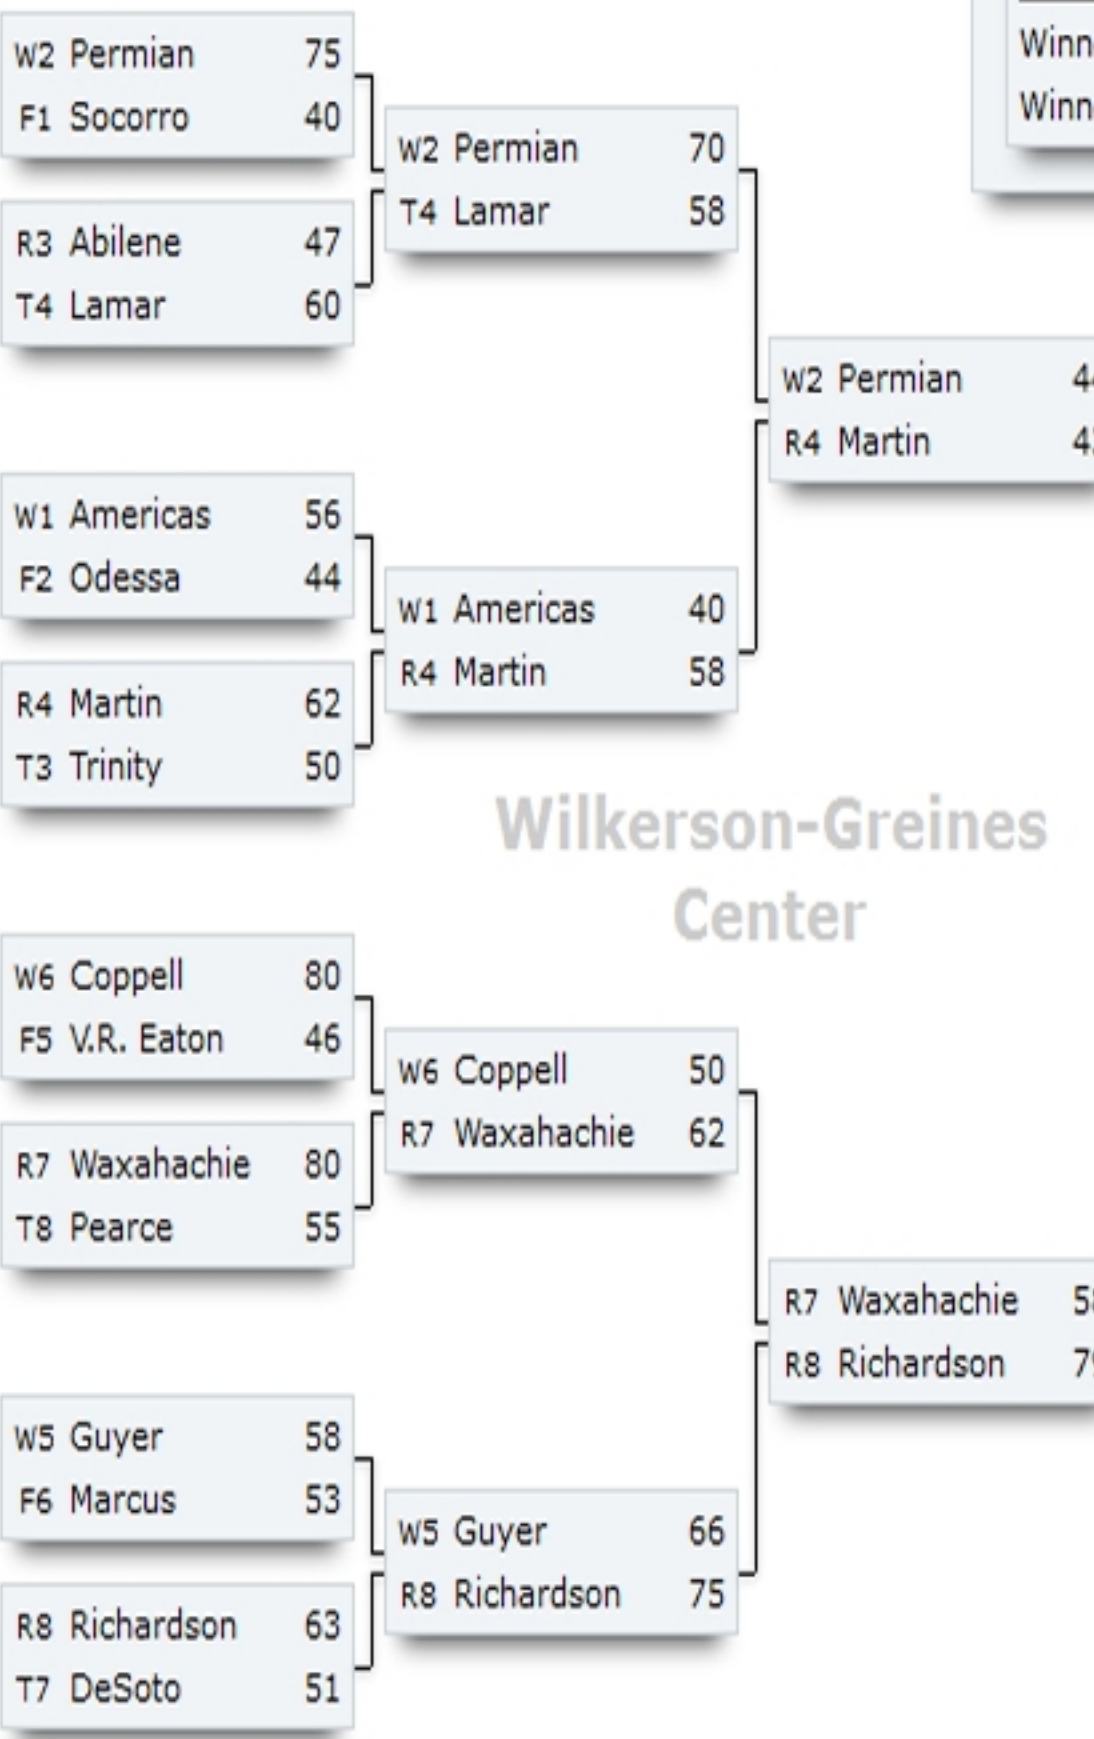 W2 Permian 75
F1 Socorro 40
R3 Abilene 47
T4 Lamar 60
W1 Americas 56
F2 Odessa 44
R4 Martin 62
T3 Trinity 50
W6 Coppell 80
F5 V.R. Eaton 46
R7 Waxahachie 80
T8 Pearce 55
W5 Guyer 58
F6 Marcus 53
R8 Richardson 63
T7 DeSoto 51
W2 Permian 70
T4 Lamar 58
W1 Americas 40
R4 Martin 58
Wilkerson-Greines
Center
W6 Coppell 50
R7 Waxahachie 62
W5 Guyer 66
R8 Richardson 75
W2 Permian
R4 Martin
R7 Waxahachie
R8 Richardson